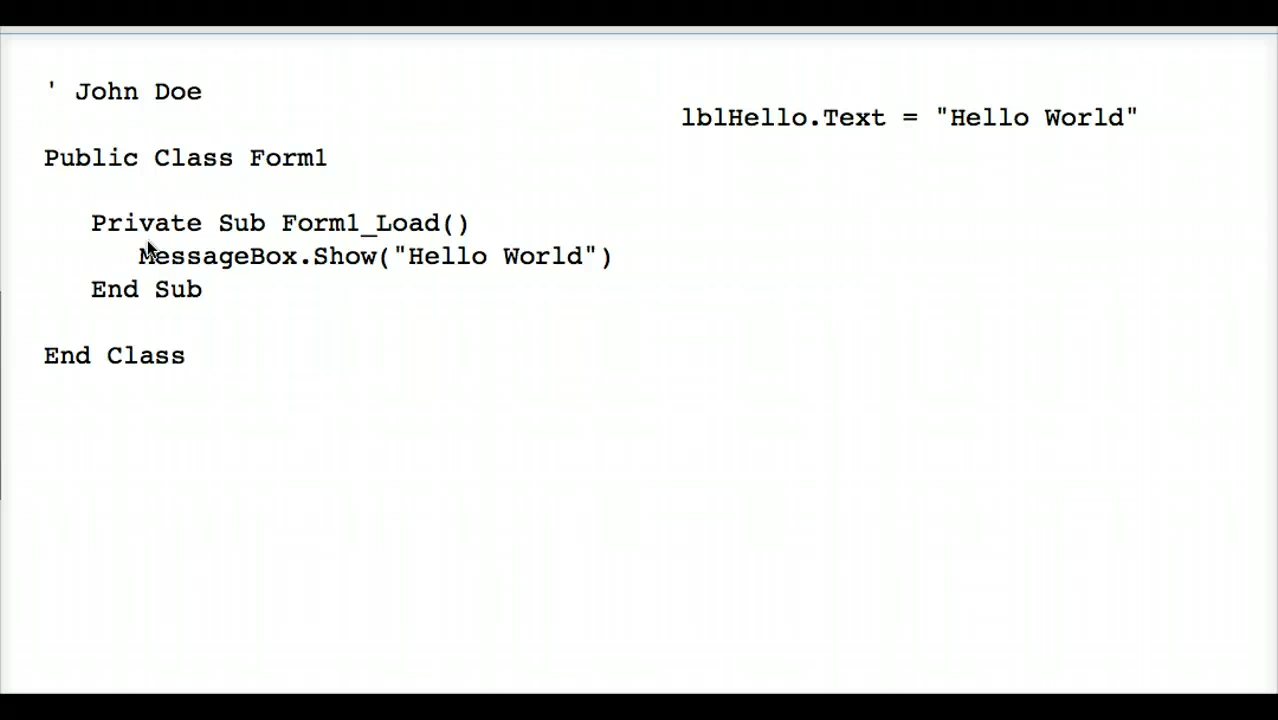 ' John Doe
lblHello.Text = "Hello World"
Public Class Form1
Private Sub Form1_Load()
MessageBox.Show("Hello World")
End Sub
End Class